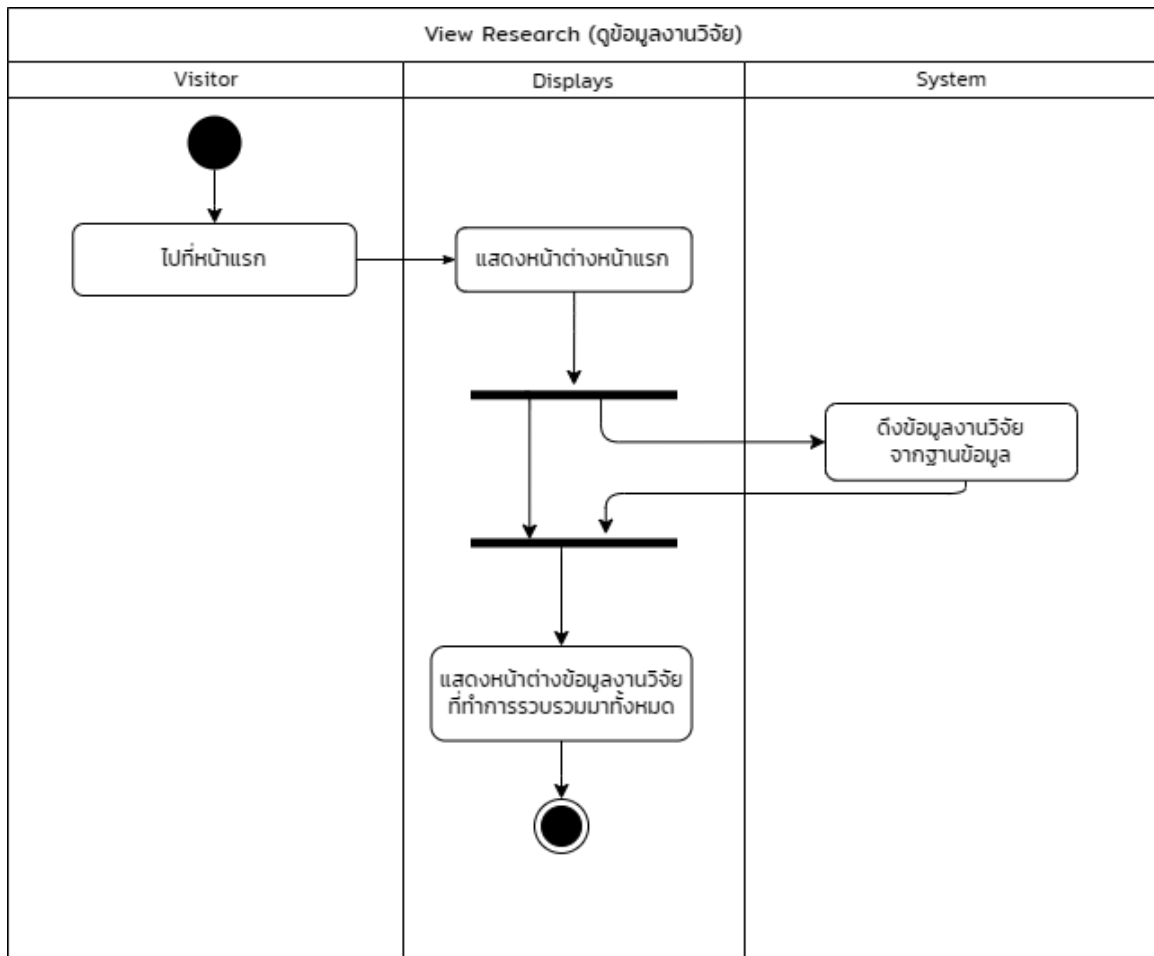 View Research (ดูข้อมูลงานวิจัย)
Visitor
Displays
System
ไปที่หน้าแรก
แสดงหน้าต่างหน้าแรก
ดึงข้อมูลงานวิจัย
จากฐานข้อมูล
แสดงหน้าต่างข้อมูลงานวิจัย
ที่ทำการรวบรวมมาทั้งหมด